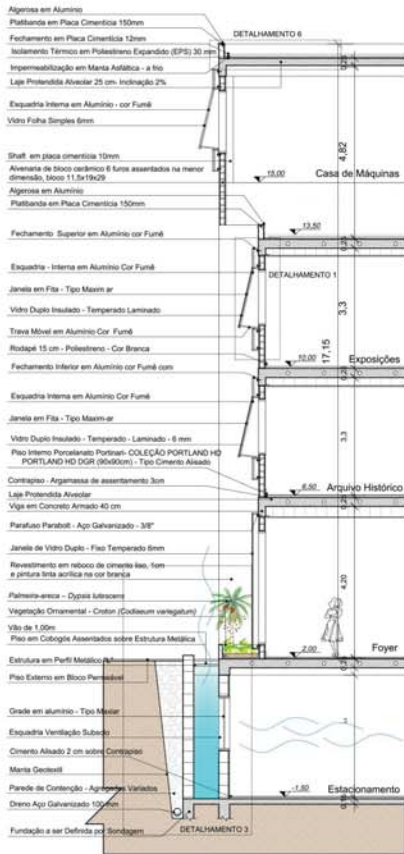 Algerosa em Alumínio
Platibanda em Placa Cimentícia 150mm
DETALHAMENTO 6
Fechamento em Placa Cimentícia 12mm
Isolamento Térmico em Poliestireno Expandido (EPS) 30 mm
Impermeabilização em Manta Asfáltica - a frio
Laje Protendida Alveolar 25 cm- Inclinação 2%
Esquadria Interna em Alumínio - cor Fumê
Vidro Folha Simples 6mm
4,82
Shaft em placa cimentícia 10mm
Alvenaria de bloco cerâmico 6 furos assentados na menor
dimensão, bloco 11,5x19x29
15,00
Casa de Máquinas
Algerosa em Alumínio
Platibanda em Placa Cimentícia 150mm
13,50
Fechamento Superior em Alumínio cor Fumê
Esquadria - Interna em Alumínio Cor Fumê
DETALHAMENTO 1
Janela em Fita - Tipo Maxim ar
3,3
Vidro Duplo Insulado - Temperado Laminado
Trava Móvel em Alumínio Cor Fumê
17,15
Rodapé 15 cm - Poliestireno - Cor Branca
10,00
Exposições
Fechamento Inferior em Alumínio cor Fumê com
Esquadria Interna em Alumínio Cor Fumê
Janela em Fita - Tipo Maxim-ar
3,3
Vidro Duplo Insulado - Temperado - Laminado - 6 mm
Piso Interno Porcelanato Portinari- COLEÇÃO PORTLAND HD
PORTLAND HD DGR (90x90cm) - Tipo Cimento Alisado
Contrapiso - Argamassa de assentamento 3cm
6,50
Arquivo Histórico
Laje Protendida Alveolar
Viga em Concreto Armado 40 cm
Parafuso Parabolt - Aço Galvanizado - 3/8"
Janela de Vidro Duplo - Fixo Temperado 6mm
Revestimento em reboco de cimento liso, 1cm
e pintura tinta acrílica na cor branca
4,20
Palmeira-areca – Dypsis lutescens
Vegetação Ornamental - Croton (Codiaeum variegatum)
Vão de 1,00m
Piso em Cobogós Assentados sobre Estrutura Metálica
2,00
Foyer
Estrutura em Perfil Metálico
Piso Externo em Bloco Permeável
Grade em alumínio - Tipo Maxiar
Esquadria Ventilação Subsolo
Cimento Alisado 2 cm sobre Contrapiso
Manta Geotextil
-1,50
Estacionamento
Parede de Contenção - Agregados Variados
Dreno Aço Galvanizado 100 mm
Fundação a ser Definida por Sondagem
DETALHAMENTO 3